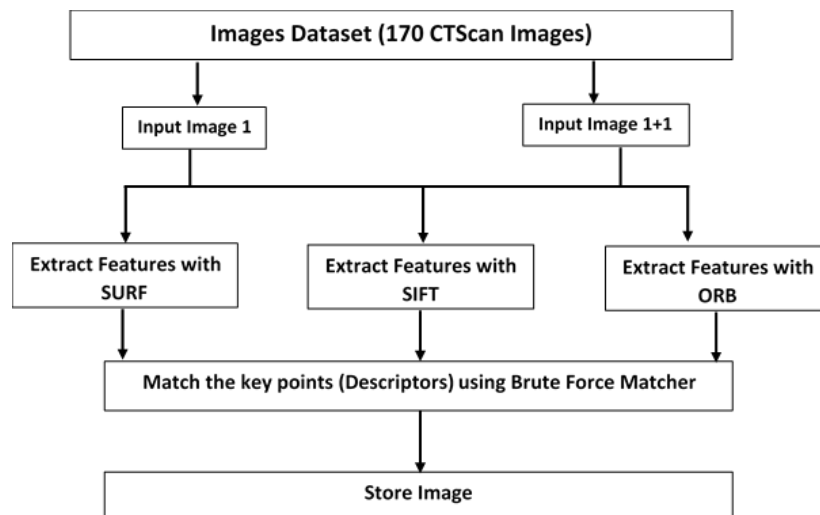 Images Dataset (170 CTScan Images)
Input Image 1
Input Image 1+1
Extract Features with
SURF
Extract Features with
SIFT
Extract Features with
ORB
Match the key points (Descriptors) using Brute Force Matcher
Store Image